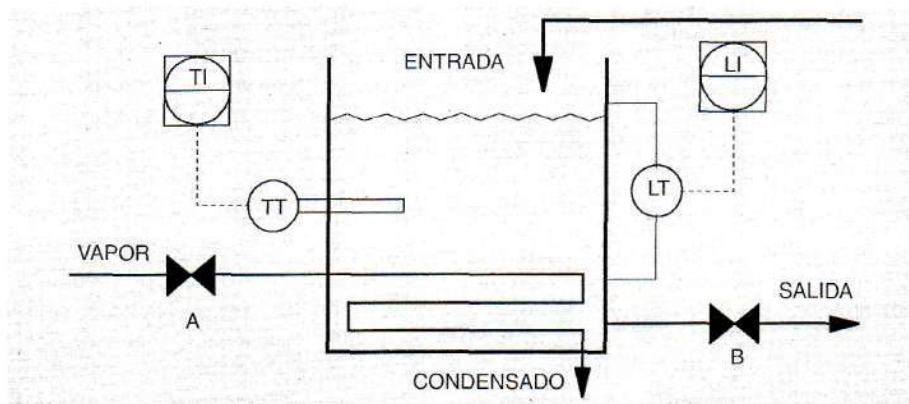 TI
ENTRADA
LI
TT
LT
VAPOR
A
SALIDA
B
CONDENSADO